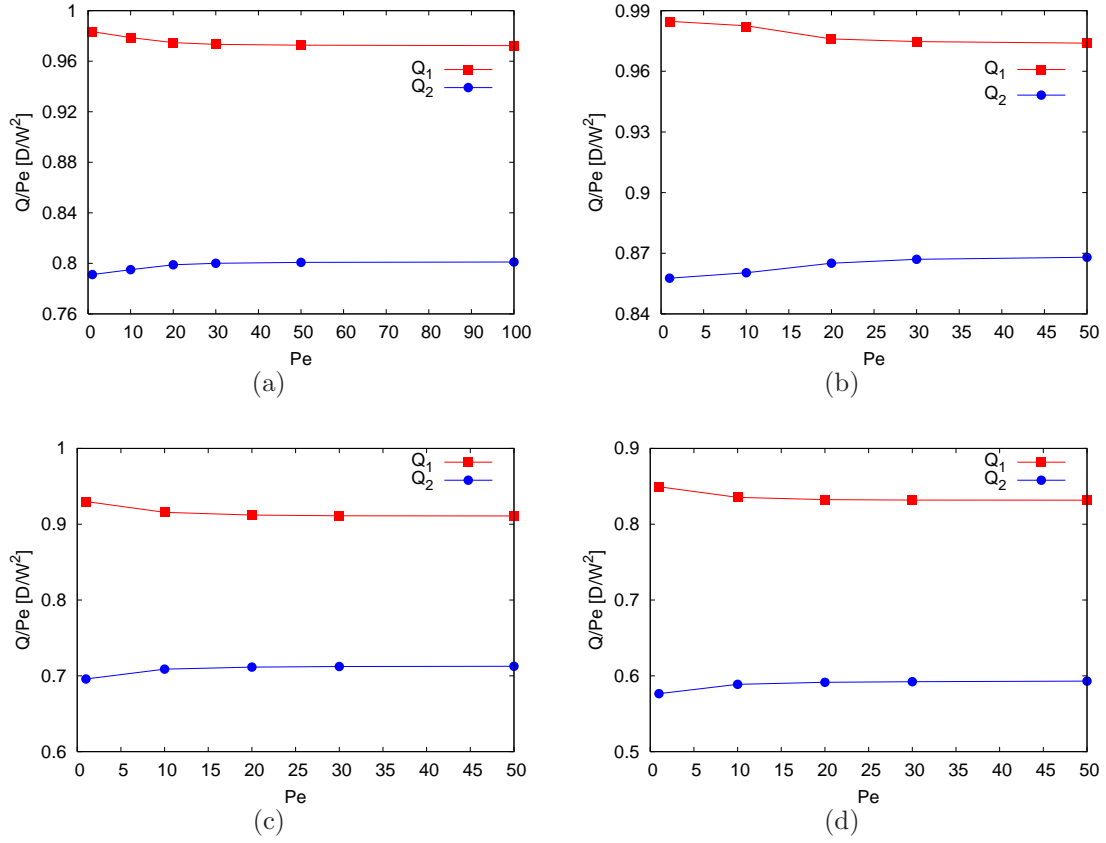 1
0.96
0.92
0.88
0.84
0.8
0.76
Q/Pe [D/W²]
0 10 20 30 40 50 60 70 80 90 100
Pe
Q₁
Q₂
(a)
0.99
0.96
0.93
0.9
0.87
0.84
Q/Pe [D/W²]
0 5 10 15 20 25 30 35 40 45 50
Pe
Q₁
Q₂
(b)
1
0.9
0.8
0.7
0.6
Q/Pe [D/W²]
0 5 10 15 20 25 30 35 40 45 50
Pe
Q₁
Q₂
(c)
0.9
0.8
0.7
0.6
0.5
Q/Pe [D/W²]
0 5 10 15 20 25 30 35 40 45 50
Pe
Q₁
Q₂
(d)